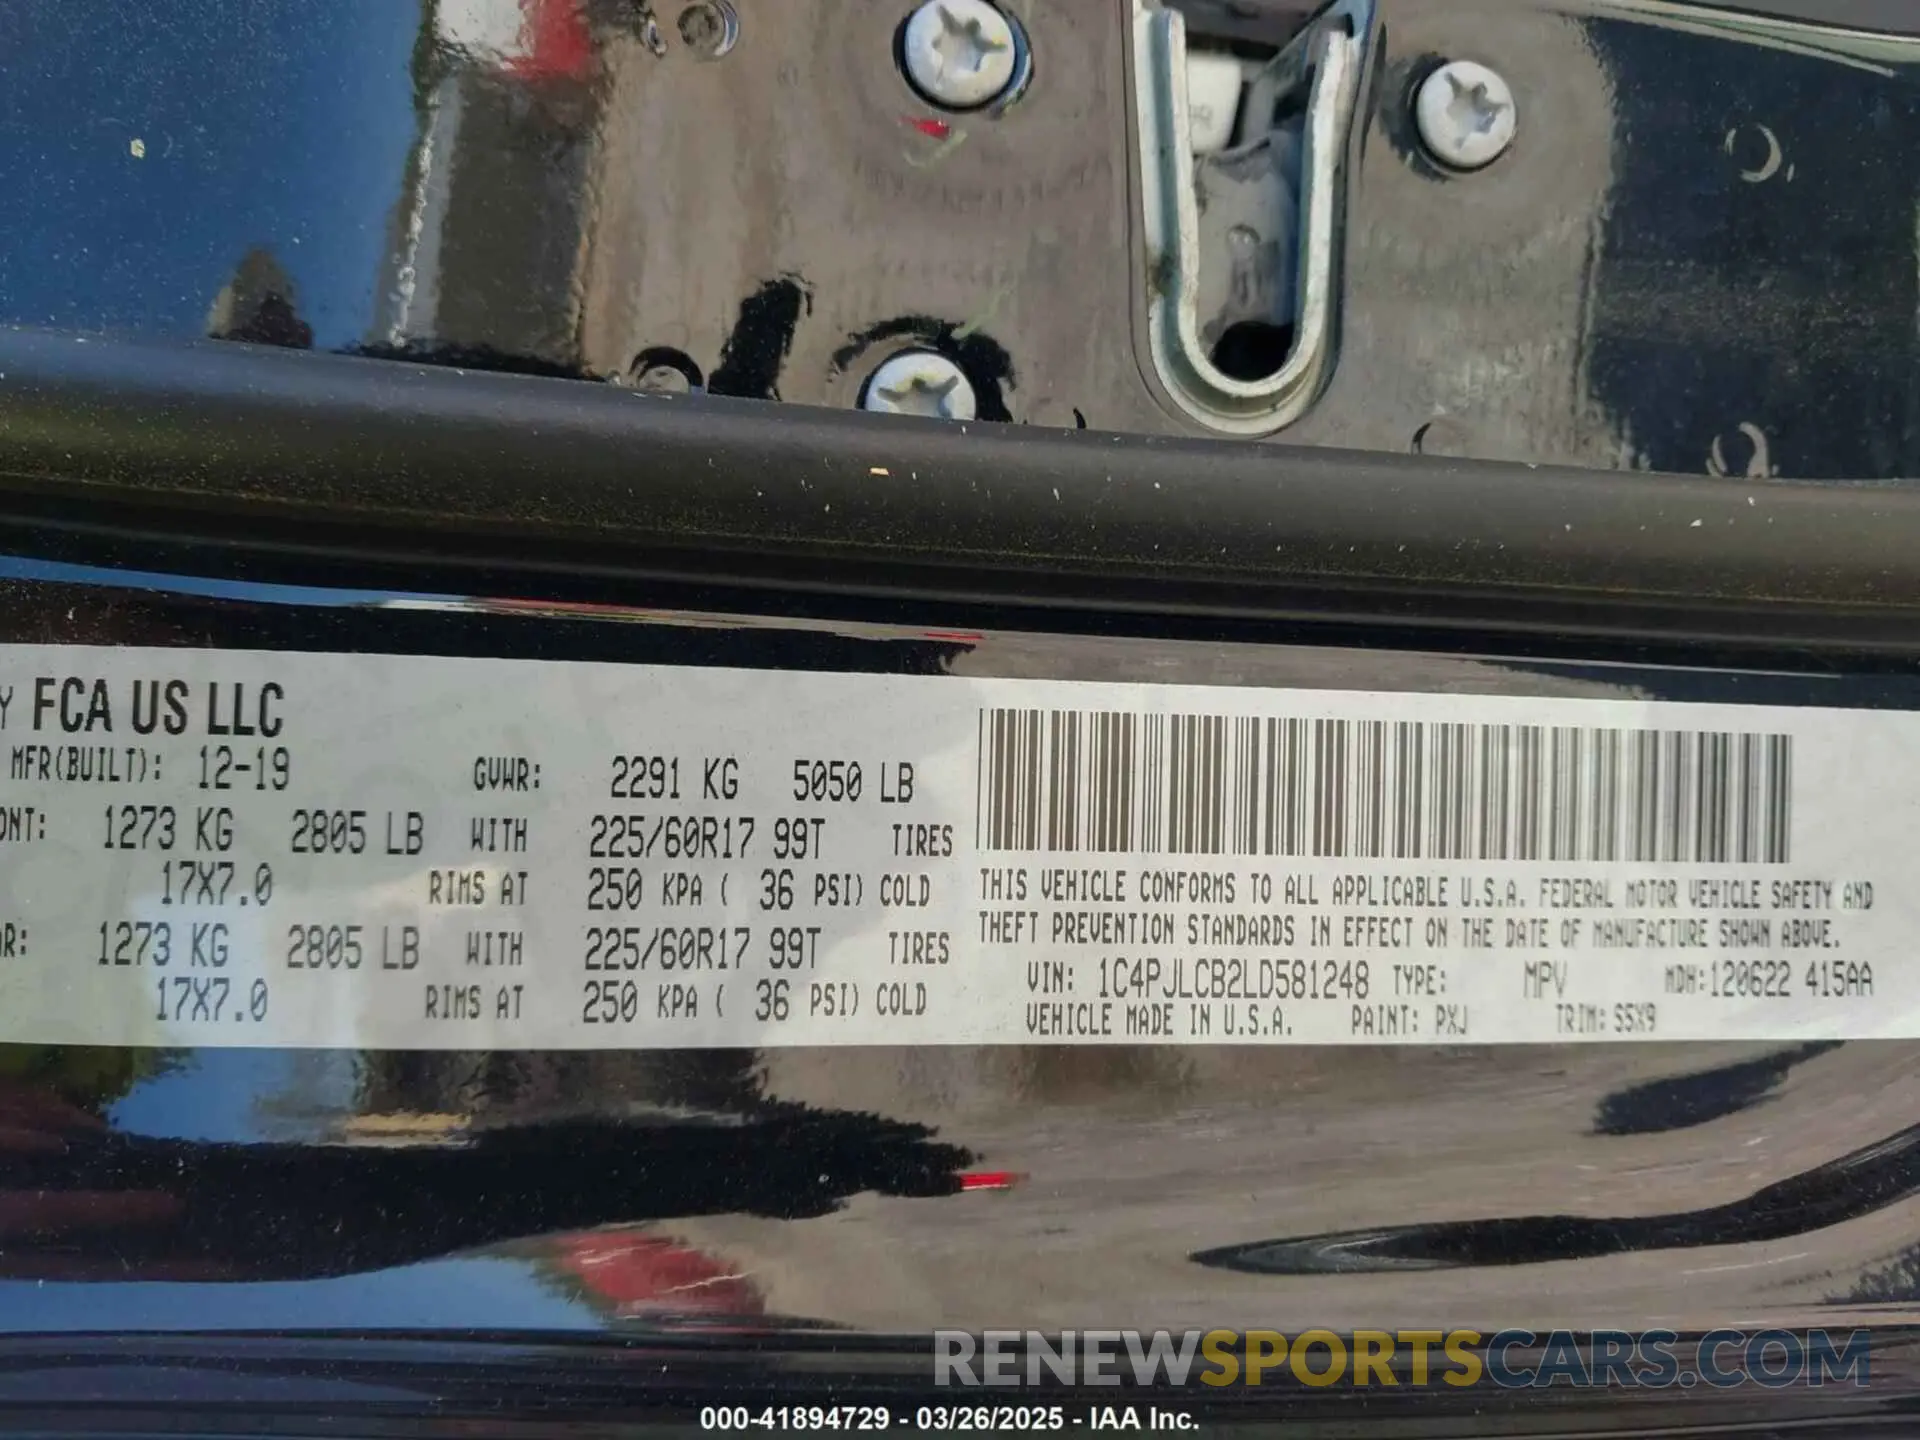 Y FCA US LLC
MFR(BUILT): 12-19 GVWR: 2291 KG 5050 LB
ONT: 1273 KG 2805 LB WITH 225/60R17 99T TIRES
17X7.0 RIMS AT 250 KPA ( 36 PSI) COLD
AR: 1273 KG 2805 LB WITH 225/60R17 99T TIRES
17X7.0 RIMS AT 250 KPA ( 36 PSI) COLD
THIS VEHICLE CONFORMS TO ALL APPLICABLE U.S.A. FEDERAL MOTOR VEHICLE SAFETY AND
THEFT PREVENTION STANDARDS IN EFFECT ON THE DATE OF MANUFACTURE SHOWN ABOVE.
VIN: 1C4PJLCB2LD581248 TYPE: MPV MDH:120622 415AA
VEHICLE MADE IN U.S.A. PAINT: PXJ TRIM: S5X9
RENEWSPORTSCARS.COM
000-41894729 - 03/26/2025 - IAA Inc.